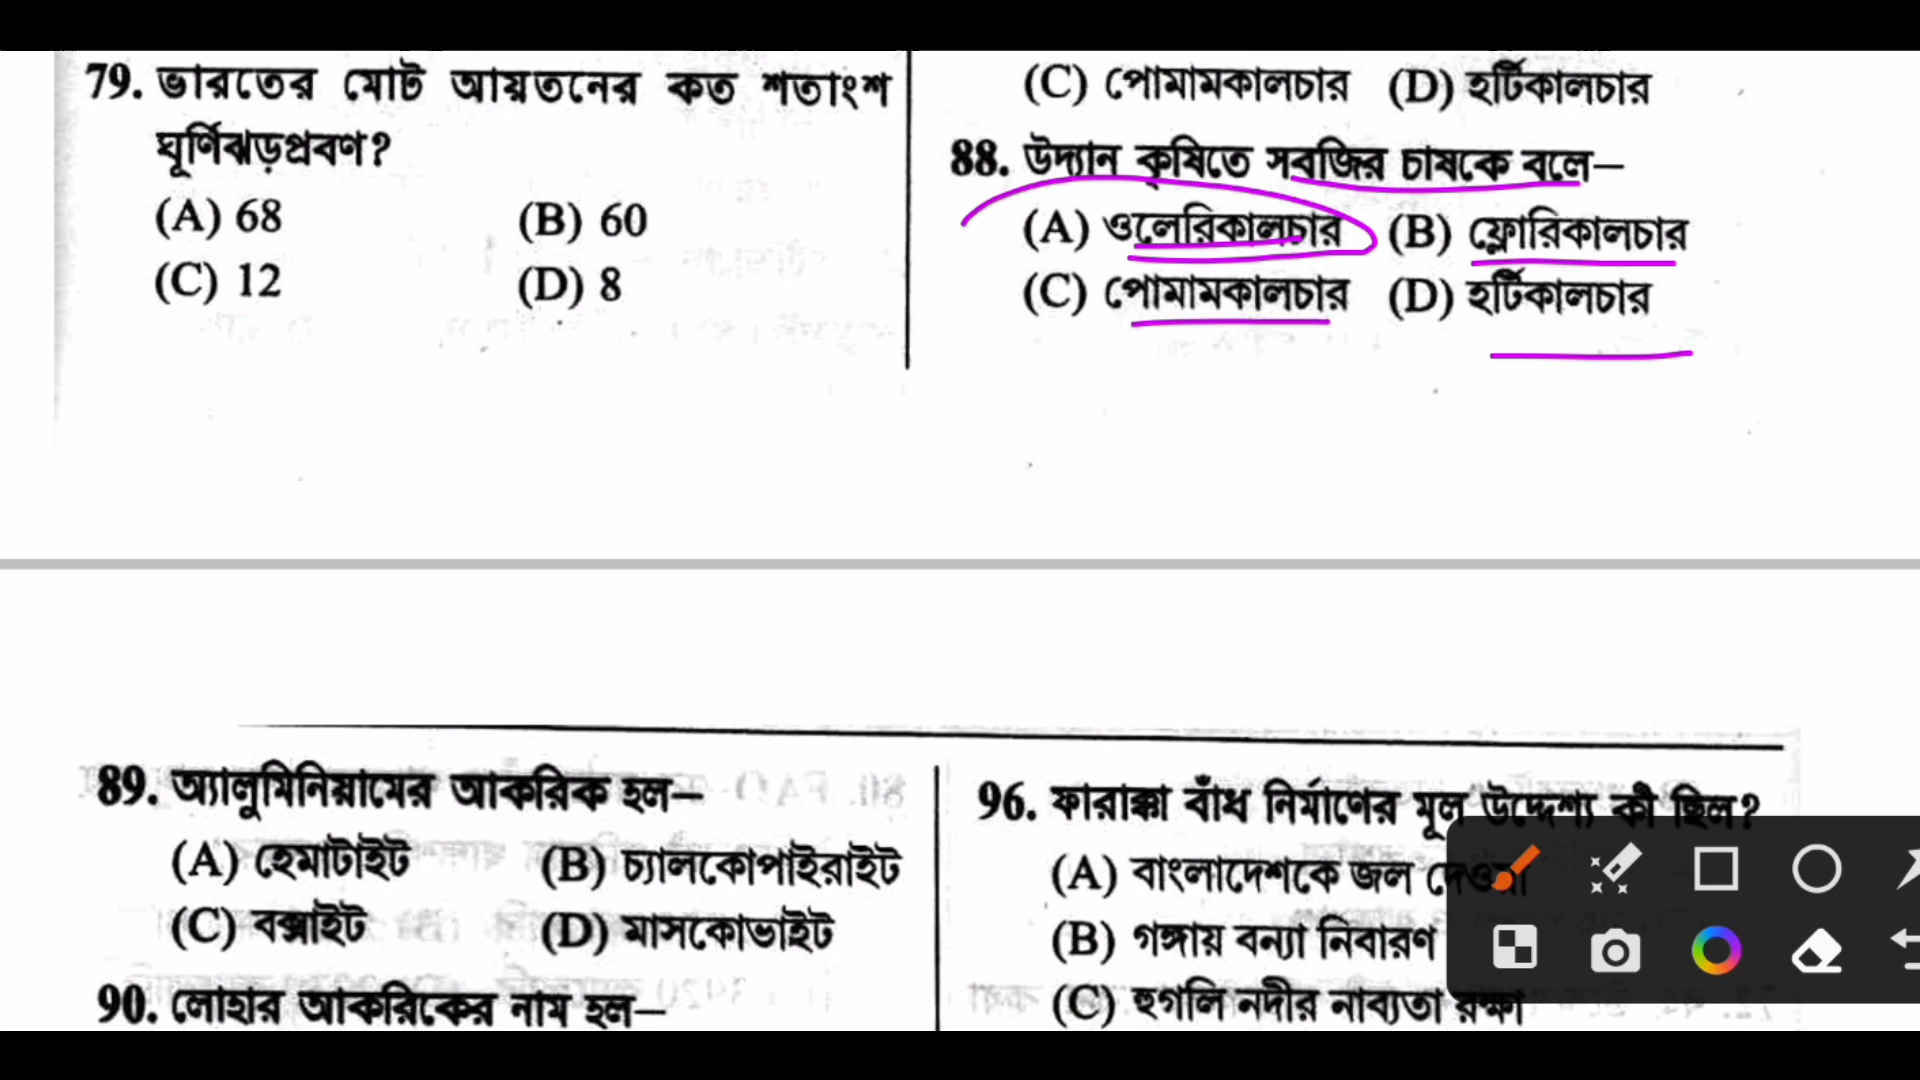 79. ভারতের মোট আয়তনের কত শতাংশ
ঘূর্ণিঝড়প্রবণ?
(A) 68 (B) 60
(C) 12 (D) 8
(C) পোমামকালচার (D) হর্টিকালচার
88. উদ্যান কৃষিতে সবজির চাষকে বলে–
(A) ওলেরিকালচার (B) ফ্লোরিকালচার
(C) পোমামকালচার (D) হর্টিকালচার
89. অ্যালুমিনিয়ামের আকরিক হল–
(A) হেমাটাইট (B) চ্যালকোপাইরাইট
(C) বক্সাইট (D) মাসকোভাইট
90. লোহার আকরিকের নাম হল–
96. ফারাক্কা বাঁধ নির্মাণের মূল উদ্দেশ্য কী ছিল?
(A) বাংলাদেশকে জল দেওয়া
(B) গঙ্গায় বন্যা নিবারণ
(C) হুগলি নদীর নাব্যতা রক্ষা